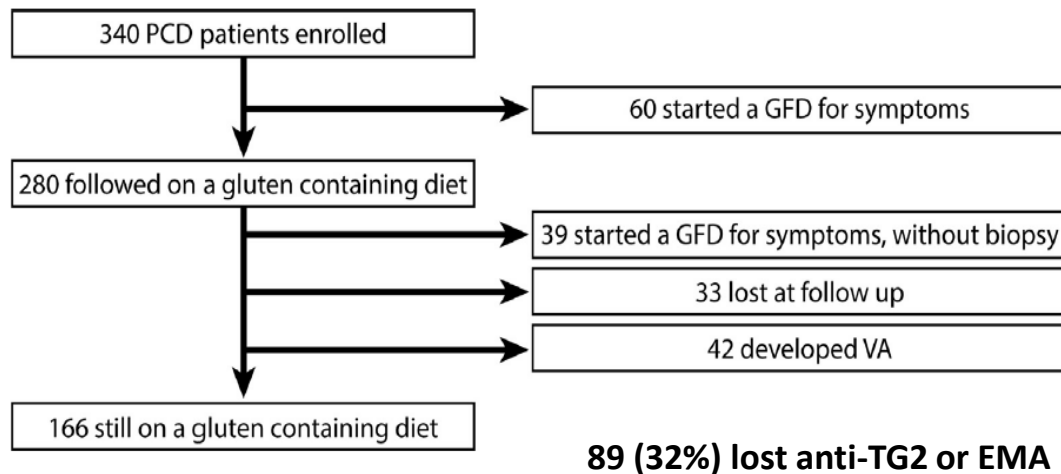 340 PCD patients enrolled
60 started a GFD for symptoms
280 followed on a gluten containing diet
39 started a GFD for symptoms, without biopsy
33 lost at follow up
42 developed VA
166 still on a gluten containing diet
89 (32%) lost anti-TG2 or EMA